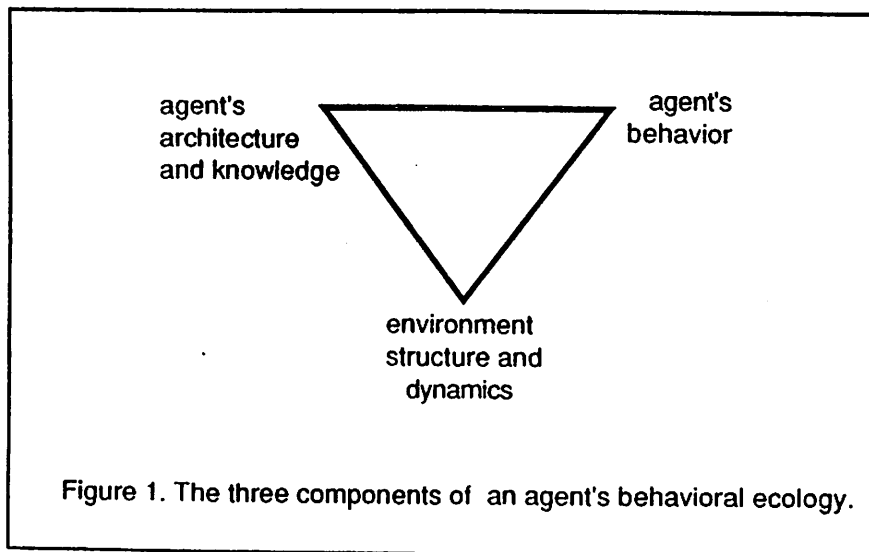 agent's
architecture
and knowledge
agent's
behavior
environment
structure and
dynamics
Figure 1. The three components of an agent's behavioral ecology.